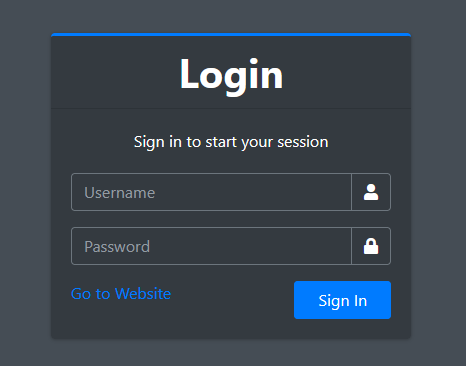 Login
Sign in to start your session
Username
Password
Go to Website
Sign In